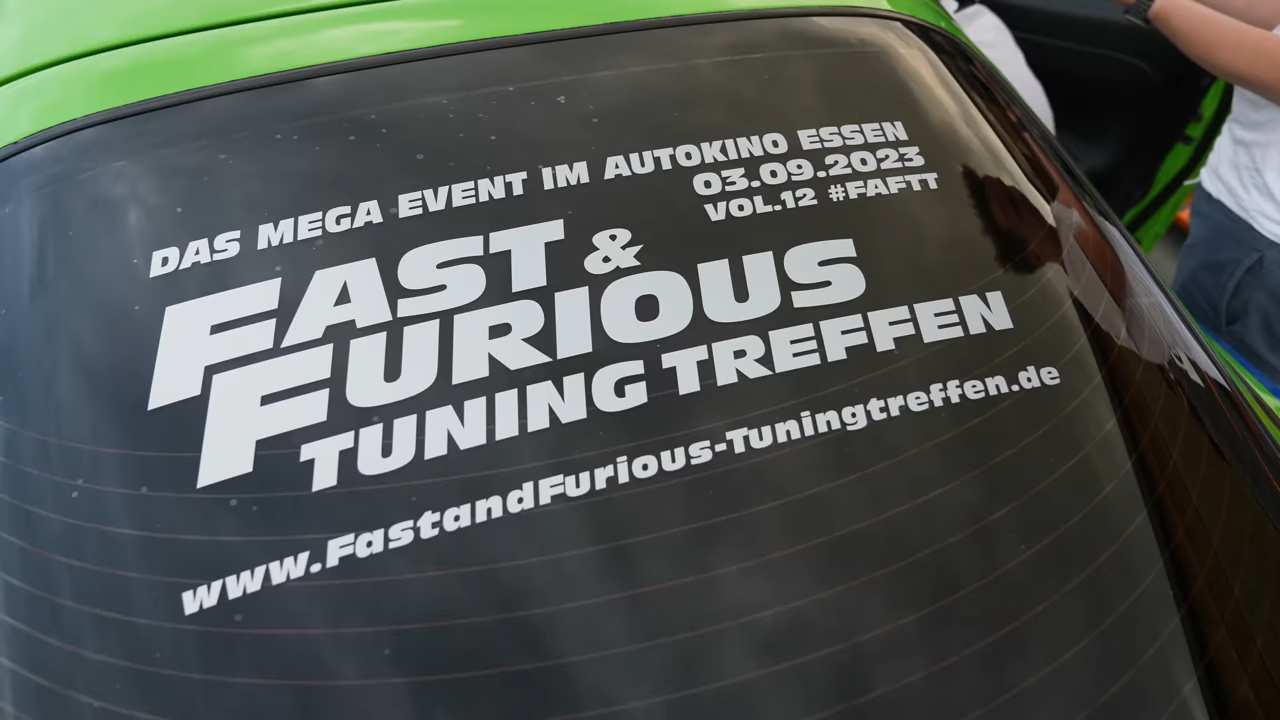 DAS MEGA EVENT IM AUTOKINO ESSEN
03.09.2023
VOL.12 #FAFTT
FAST &
FURIOUS
TUNING TREFFEN
www.FastandFurious-Tuningtreffen.de